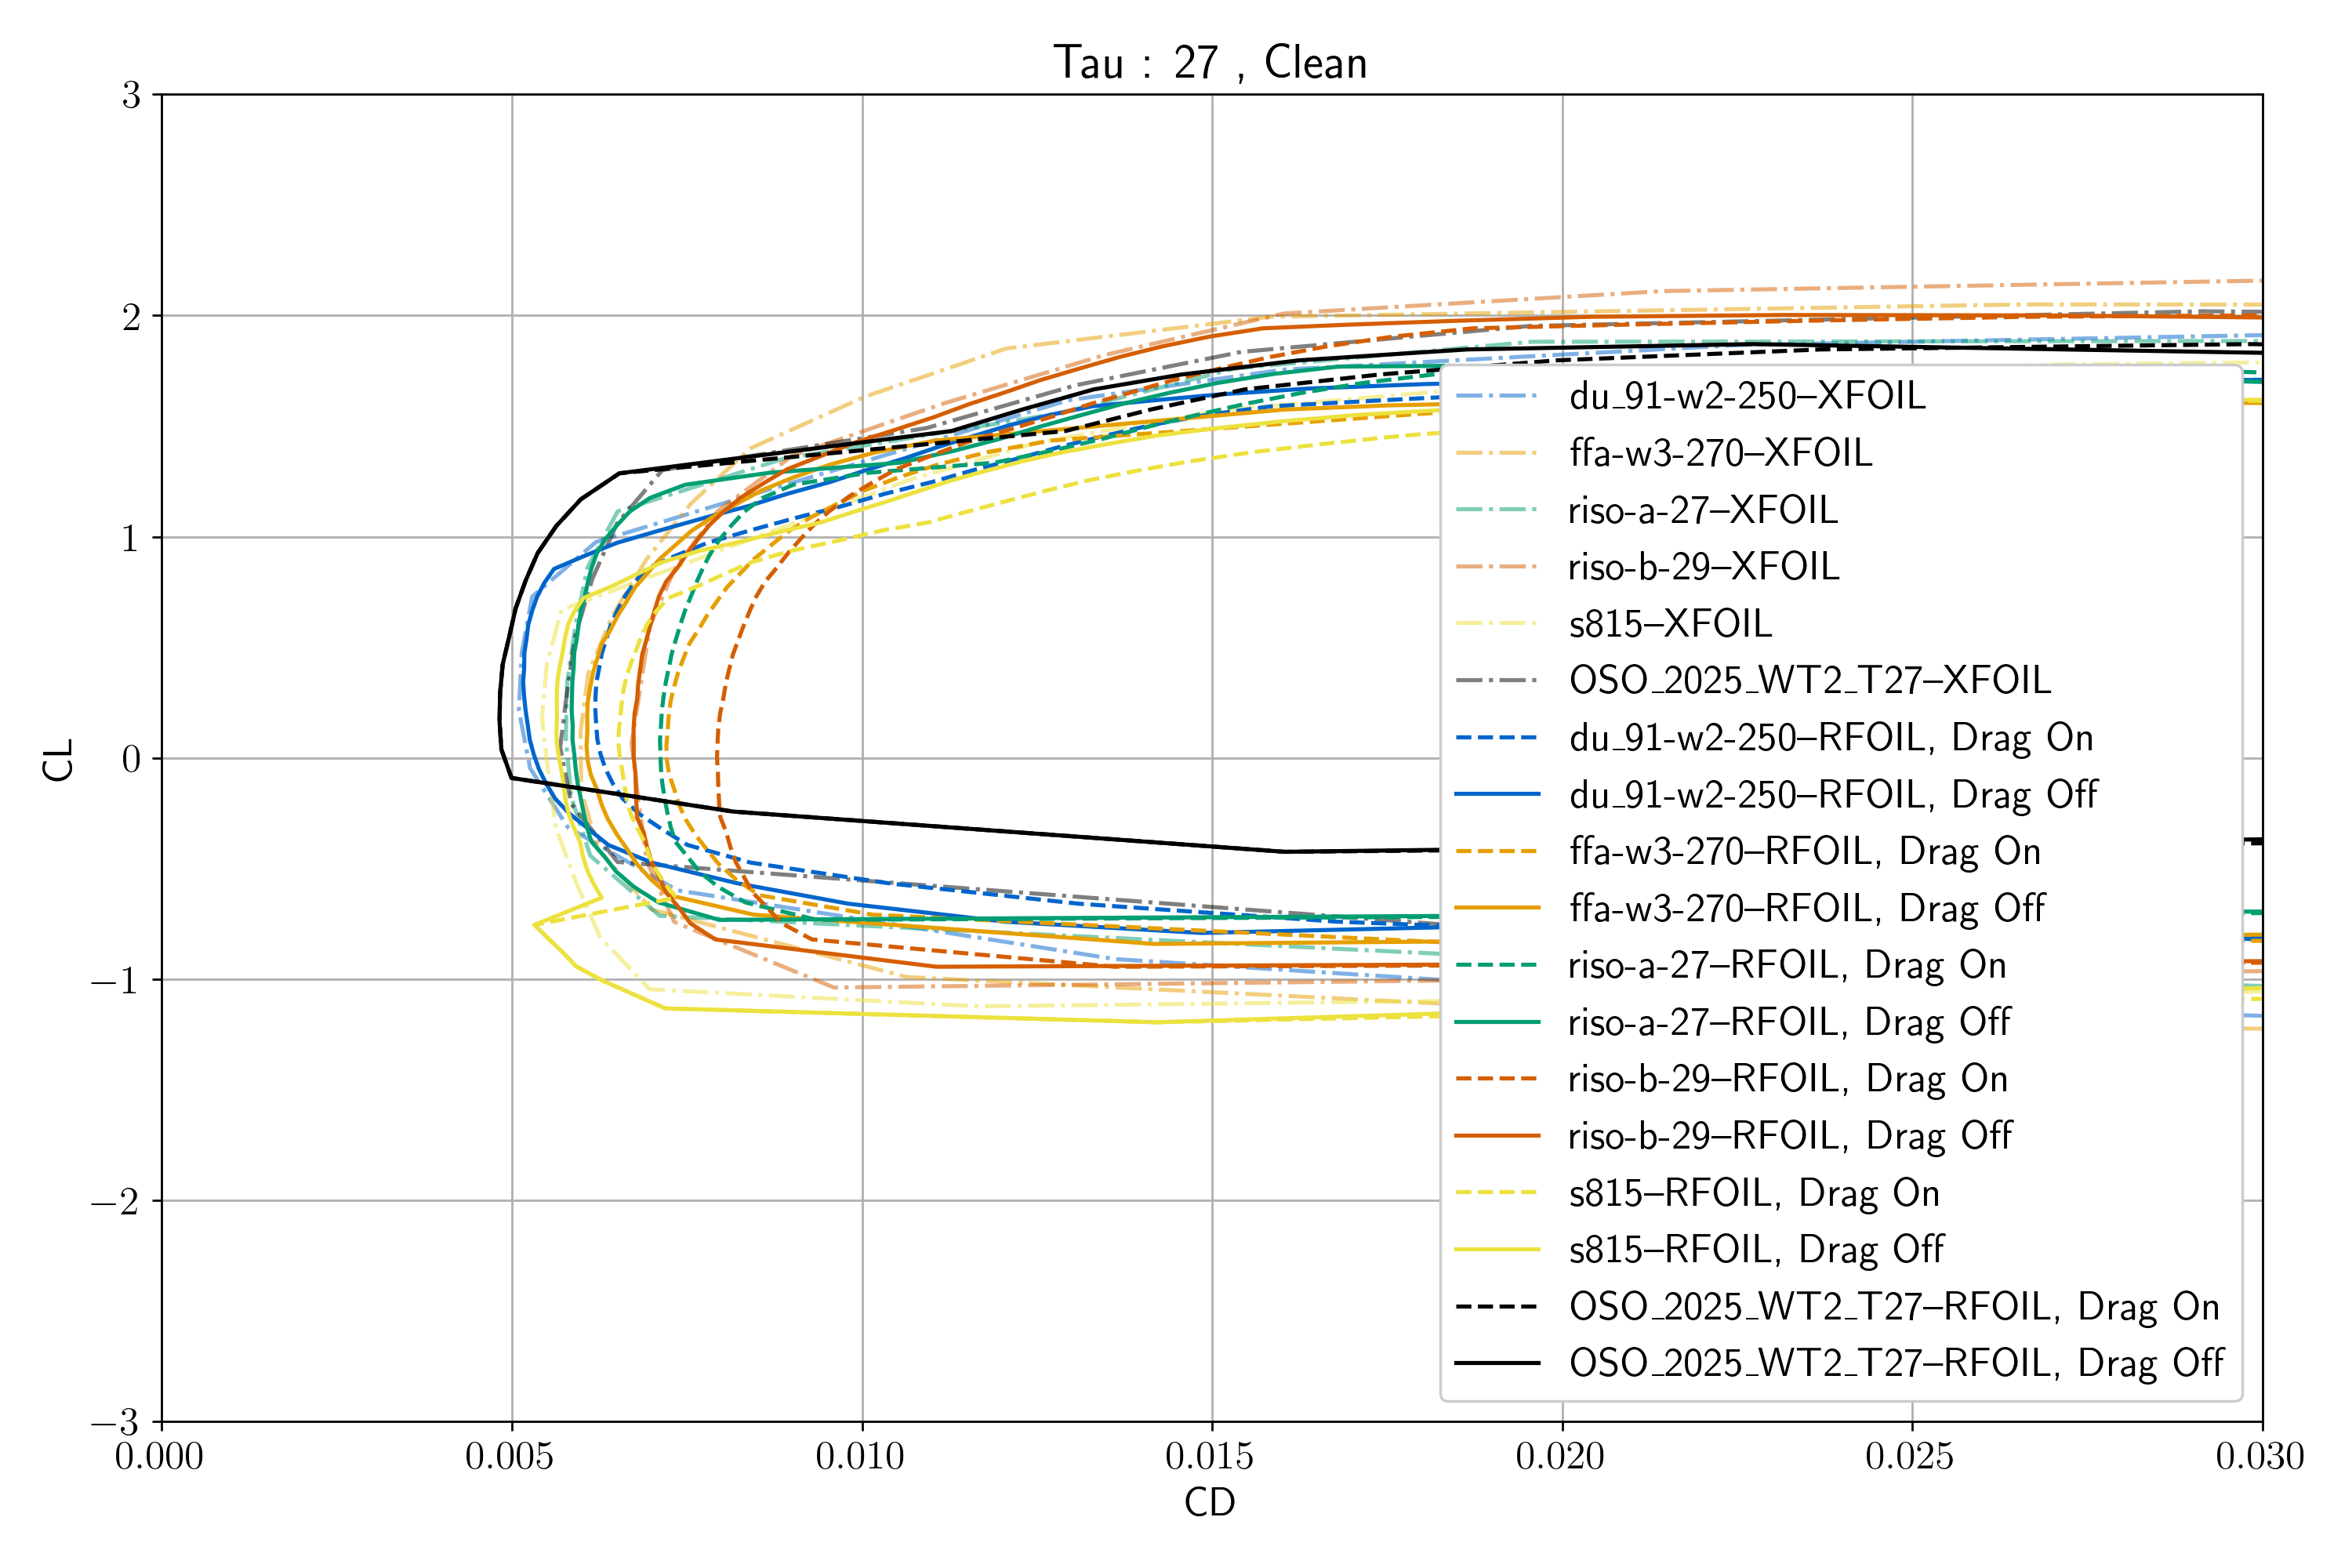 Tau : 27 , Clean
3
2
1
0
−1
−2
−3
CL
0.000 0.005 0.010 0.015 0.020 0.025 0.030
CD
du_91-w2-250–XFOIL
ffa-w3-270–XFOIL
riso-a-27–XFOIL
riso-b-29–XFOIL
s815–XFOIL
OSO_2025_WT2_T27–XFOIL
du_91-w2-250–RFOIL, Drag On
du_91-w2-250–RFOIL, Drag Off
ffa-w3-270–RFOIL, Drag On
ffa-w3-270–RFOIL, Drag Off
riso-a-27–RFOIL, Drag On
riso-a-27–RFOIL, Drag Off
riso-b-29–RFOIL, Drag On
riso-b-29–RFOIL, Drag Off
s815–RFOIL, Drag On
s815–RFOIL, Drag Off
OSO_2025_WT2_T27–RFOIL, Drag On
OSO_2025_WT2_T27–RFOIL, Drag Off